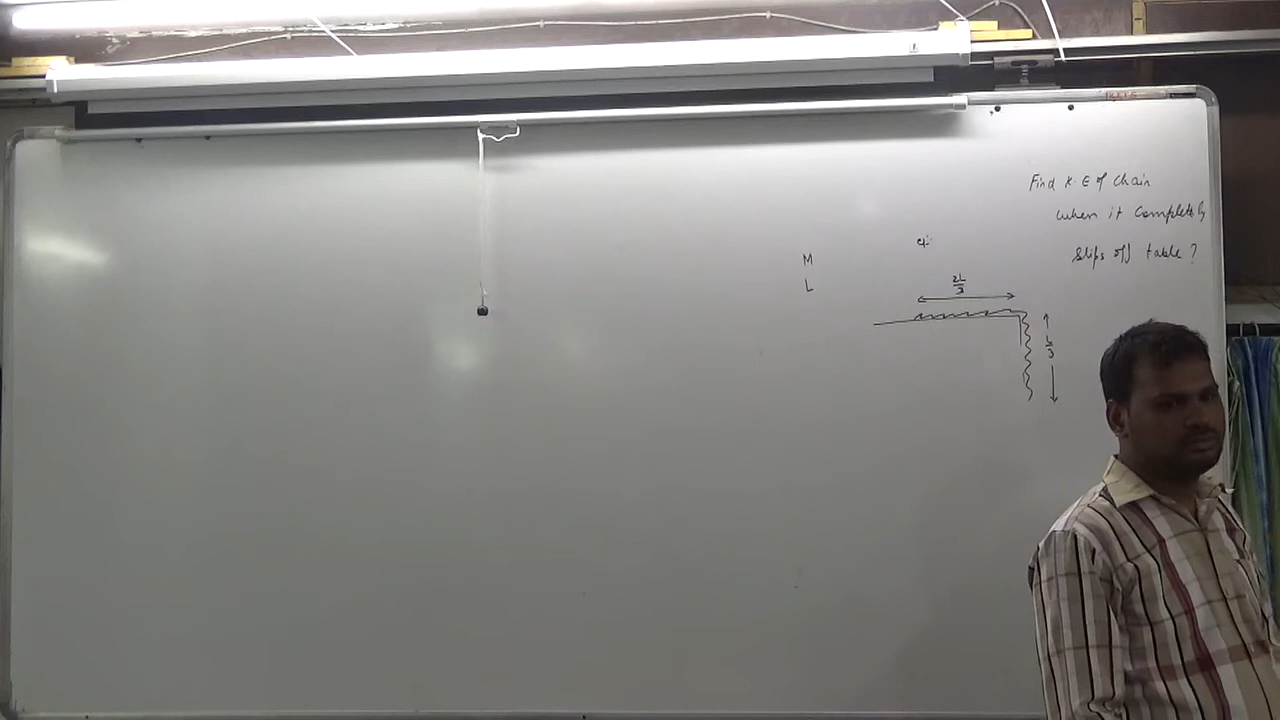 Find K.E of Chain
when it completely
slips off table?
M
L
2L/3
L/3